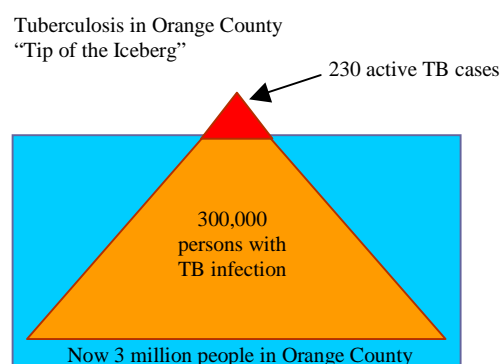 Tuberculosis in Orange County
“Tip of the Iceberg”
230 active TB cases
300,000
persons with
TB infection
Now 3 million people in Orange County